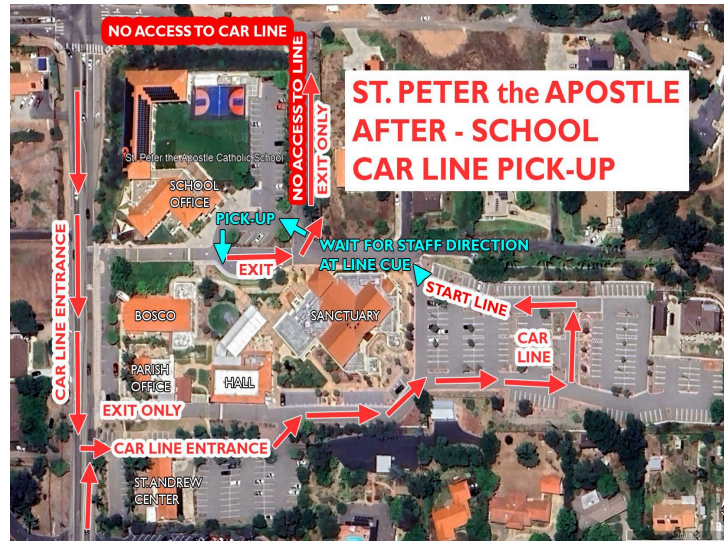 NO ACCESS TO CAR LINE
ST. PETER the APOSTLE
AFTER - SCHOOL
CAR LINE PICK-UP
NO ACCESS TO LINE
EXIT ONLY
St. Peter the Apostle Catholic School
SCHOOL
OFFICE
PICK-UP
WAIT FOR STAFF DIRECTION
AT LINE CUE
EXIT
START LINE
CAR LINE ENTRANCE
BOSCO
SANCTUARY
CAR
LINE
PARISH
OFFICE
HALL
EXIT ONLY
CAR LINE ENTRANCE
ST.ANDREW
CENTER